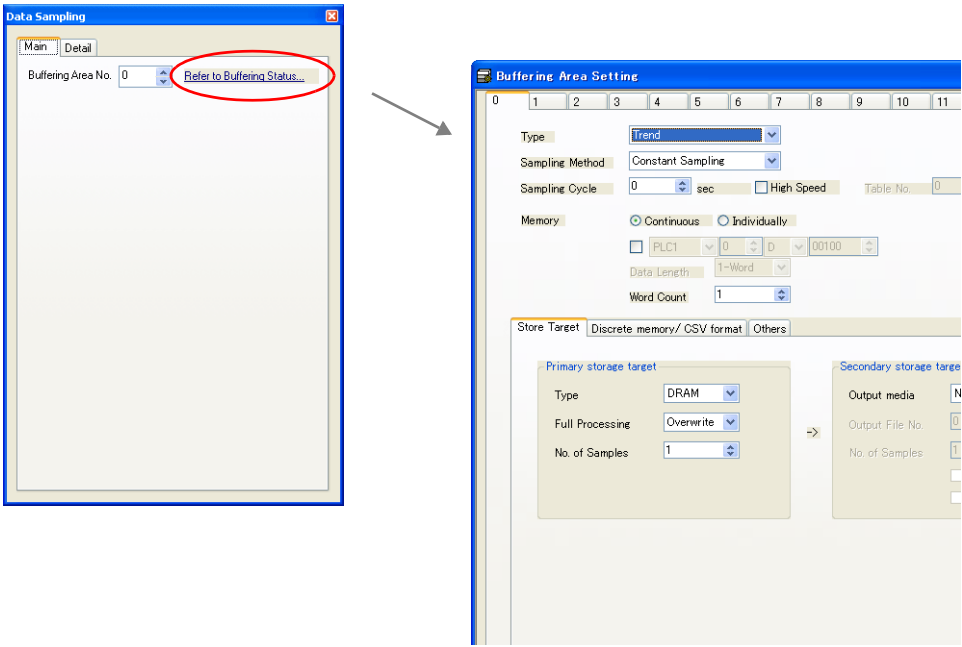 Data Sampling
Main Detail
Buffering Area No. 0 Refer to Buffering Status...
Buffering Area Setting
0 1 2 3 4 5 6 7 8 9 10 11
Type Trend
Sampling Method Constant Sampling
Sampling Cycle 0 sec High Speed Table No. 0
Memory Continuous Individually
PLC1 0 D 00100
Data Length 1-Word
Word Count 1
Store Target Discrete memory/ CSV format Others
Primary storage target Secondary storage targe
Type DRAM Output media N
Full Processing Overwrite -> Output File No. 0
No. of Samples 1 No. of Samples 1